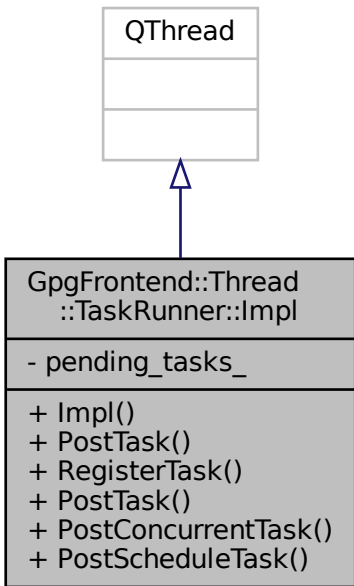 QThread
GpgFrontend::Thread
::TaskRunner::Impl
- pending_tasks_
+ Impl()
+ PostTask()
+ RegisterTask()
+ PostTask()
+ PostConcurrentTask()
+ PostScheduleTask()